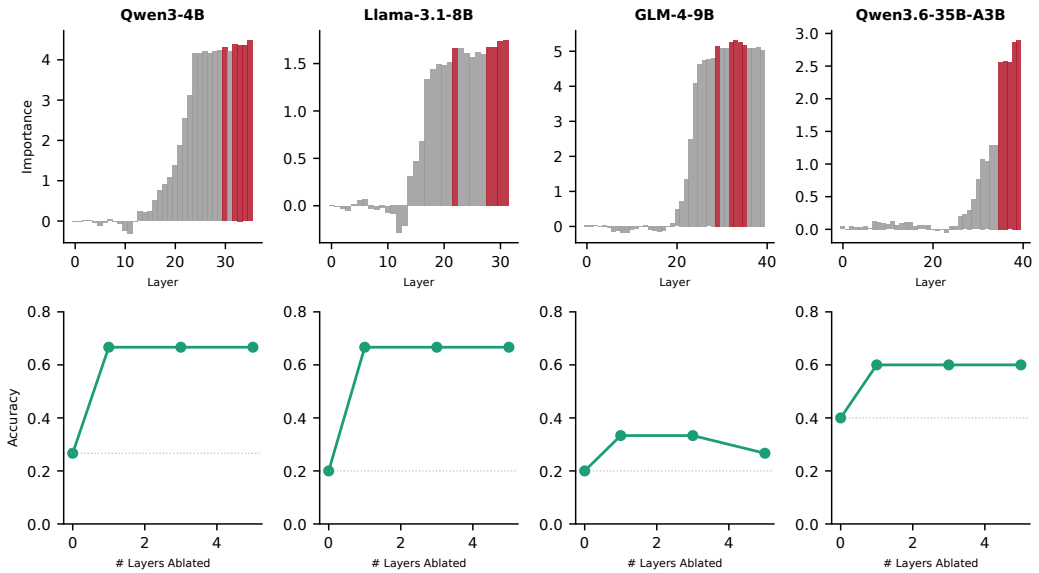 Qwen3-4B Llama-3.1-8B GLM-4-9B Qwen3.6-35B-A3B
Importance
4
3
2
1
0
0 10 20 30
Layer
1.5
1.0
0.5
0.0
0 10 20 30
Layer
5
4
3
2
1
0
0 20 40
Layer
3.0
2.5
2.0
1.5
1.0
0.5
0.0
0 20 40
Layer
Accuracy
0.8
0.6
0.4
0.2
0.0
0 2 4
# Layers Ablated
0.8
0.6
0.4
0.2
0.0
0 2 4
# Layers Ablated
0.8
0.6
0.4
0.2
0.0
0 2 4
# Layers Ablated
0.8
0.6
0.4
0.2
0.0
0 2 4
# Layers Ablated